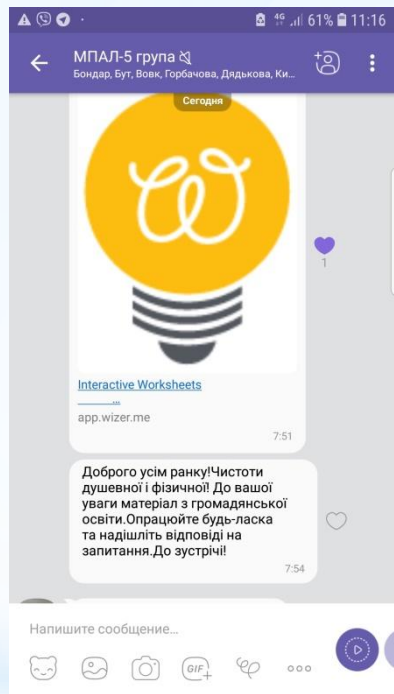 4G 61% 11:16
МПАЛ-5 група
Бондар, Бут, Вовк, Горбачова, Дядькова, Ки...
Сегодня
1
Interactive Worksheets
...
app.wizer.me
7:51
Доброго усім ранку!Чистоти
душевної і фізичної! До вашої
уваги матеріал з громадянської
освіти.Опрацюйте будь-ласка
та надішліть відповіді на
запитання.До зустрічі!
7:54
Напишите сообщение...
GIF